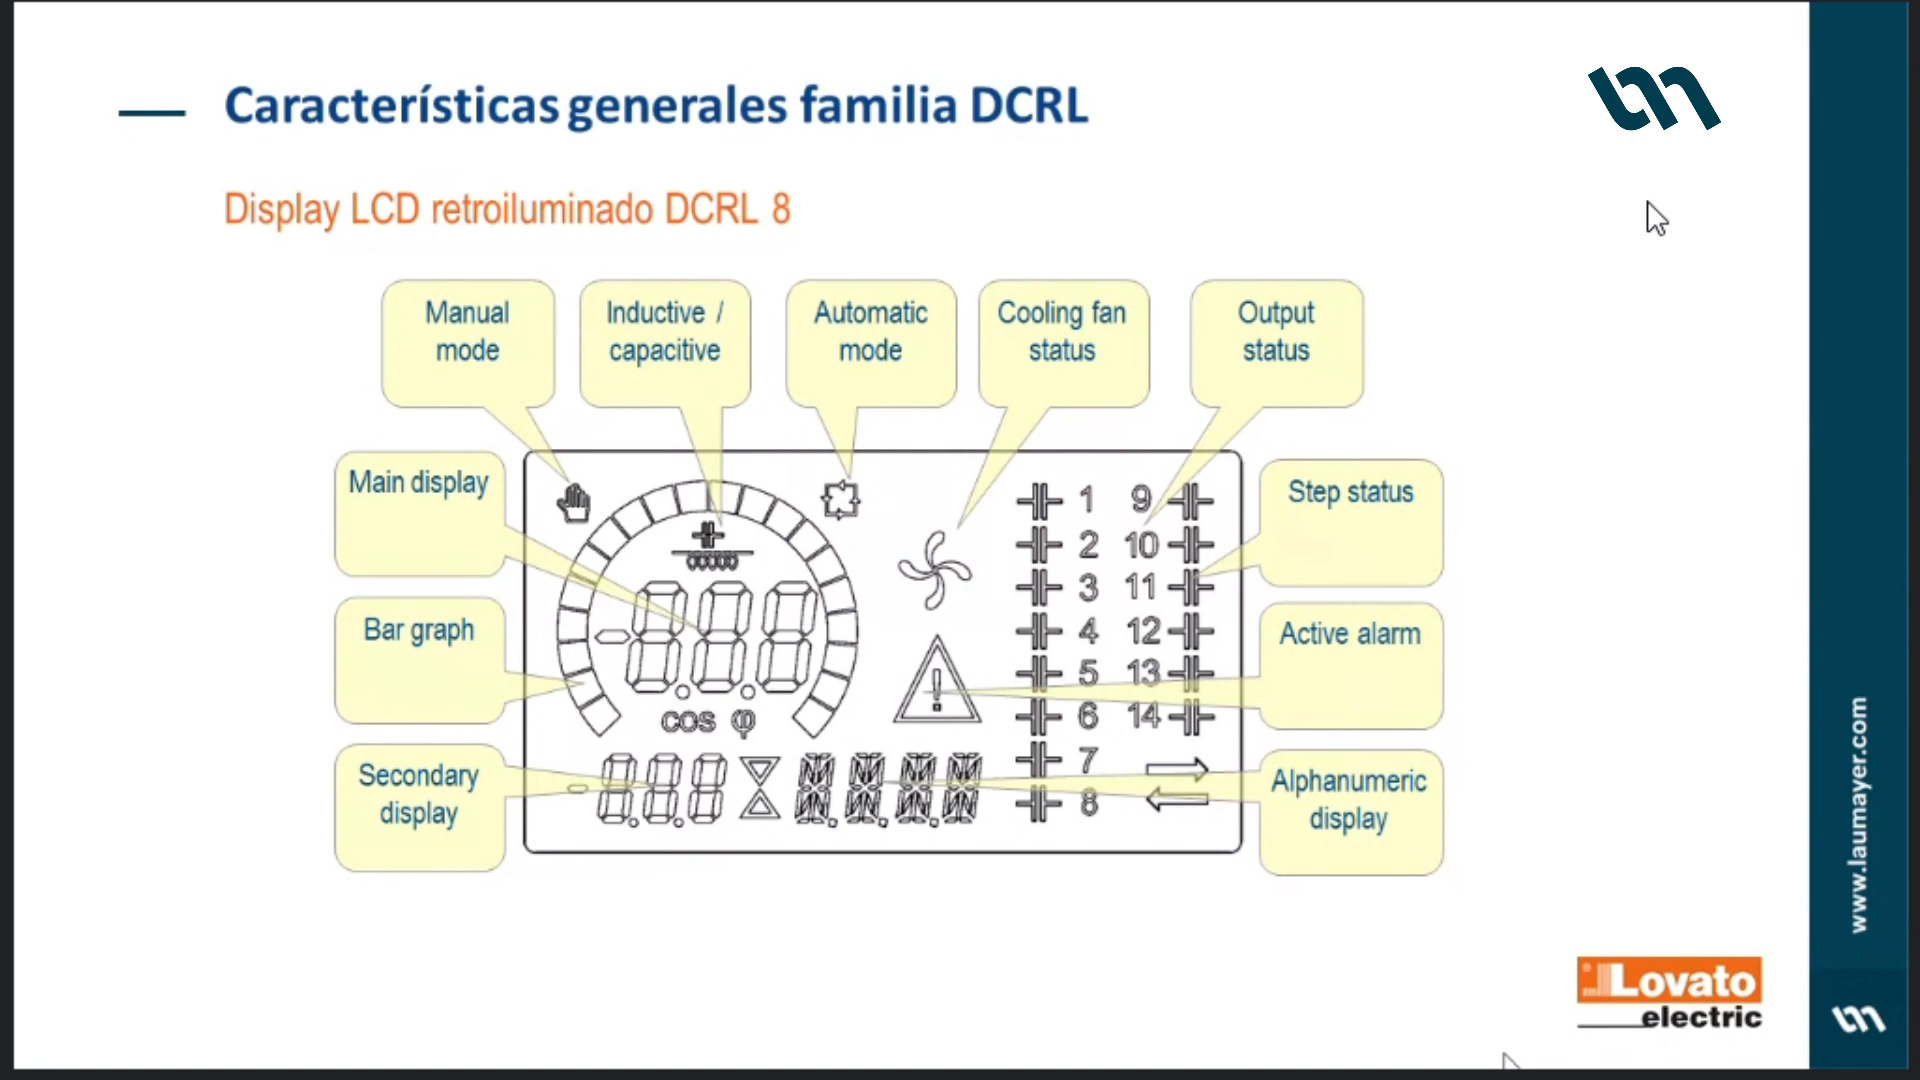 Características generales familia DCRL
Display LCD retroiluminado DCRL 8
Manual
mode
Inductive /
capacitive
Automatic
mode
Cooling fan
status
Output
status
Main display
Bar graph
Secondary
display
Step status
Active alarm
Alphanumeric
display
cos φ
1 9
2 10
3 11
4 12
5 13
6 14
7
8
www.laumayer.com
Lovato
electric